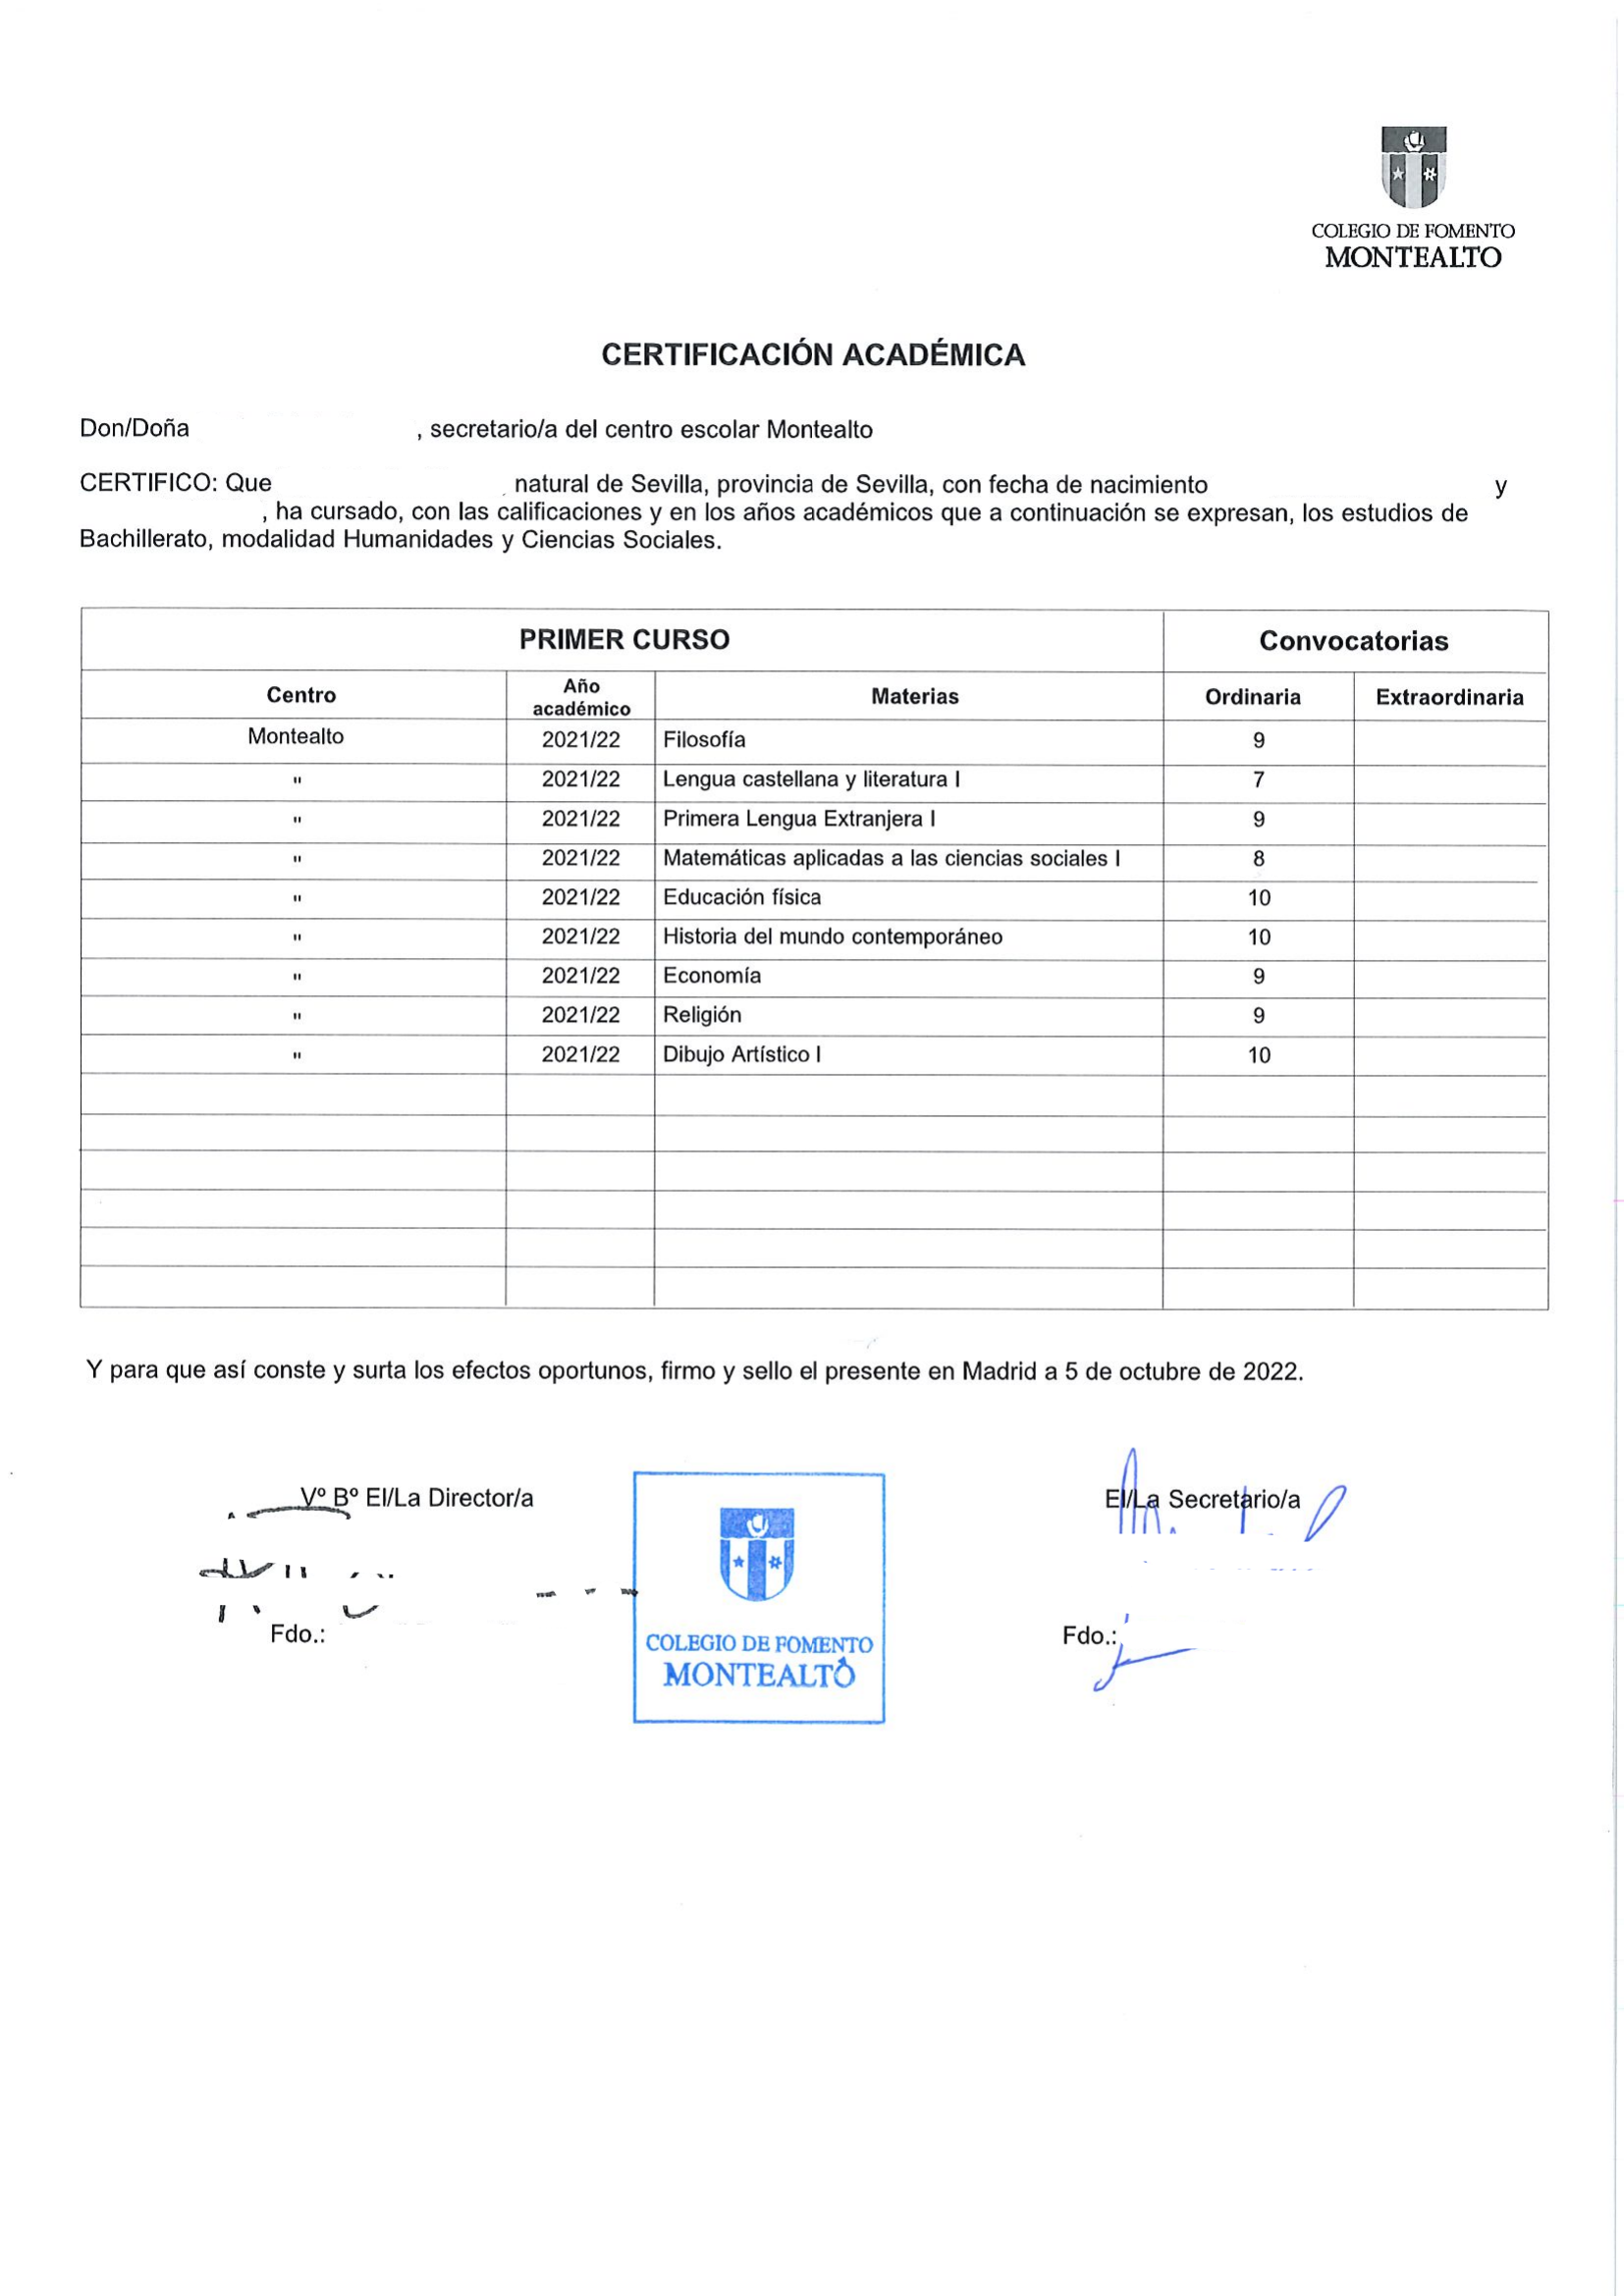 COLEGIO DE FOMENTO
MONTEALTO
CERTIFICACIÓN ACADÉMICA
Don/Doña , secretario/a del centro escolar Montealto
CERTIFICO: Que natural de Sevilla, provincia de Sevilla, con fecha de nacimiento y
, ha cursado, con las calificaciones y en los años académicos que a continuación se expresan, los estudios de
Bachillerato, modalidad Humanidades y Ciencias Sociales.
PRIMER CURSO Convocatorias
Centro Año académico Materias Ordinaria Extraordinaria
Montealto 2021/22 Filosofía 9
" 2021/22 Lengua castellana y literatura I 7
" 2021/22 Primera Lengua Extranjera I 9
" 2021/22 Matemáticas aplicadas a las ciencias sociales I 8
" 2021/22 Educación física 10
" 2021/22 Historia del mundo contemporáneo 10
" 2021/22 Economía 9
" 2021/22 Religión 9
" 2021/22 Dibujo Artístico I 10
Y para que así conste y surta los efectos oportunos, firmo y sello el presente en Madrid a 5 de octubre de 2022.
Vº Bº El/La Director/a El/La Secretario/a
Fdo.: Fdo.:
COLEGIO DE FOMENTO
MONTEALTO